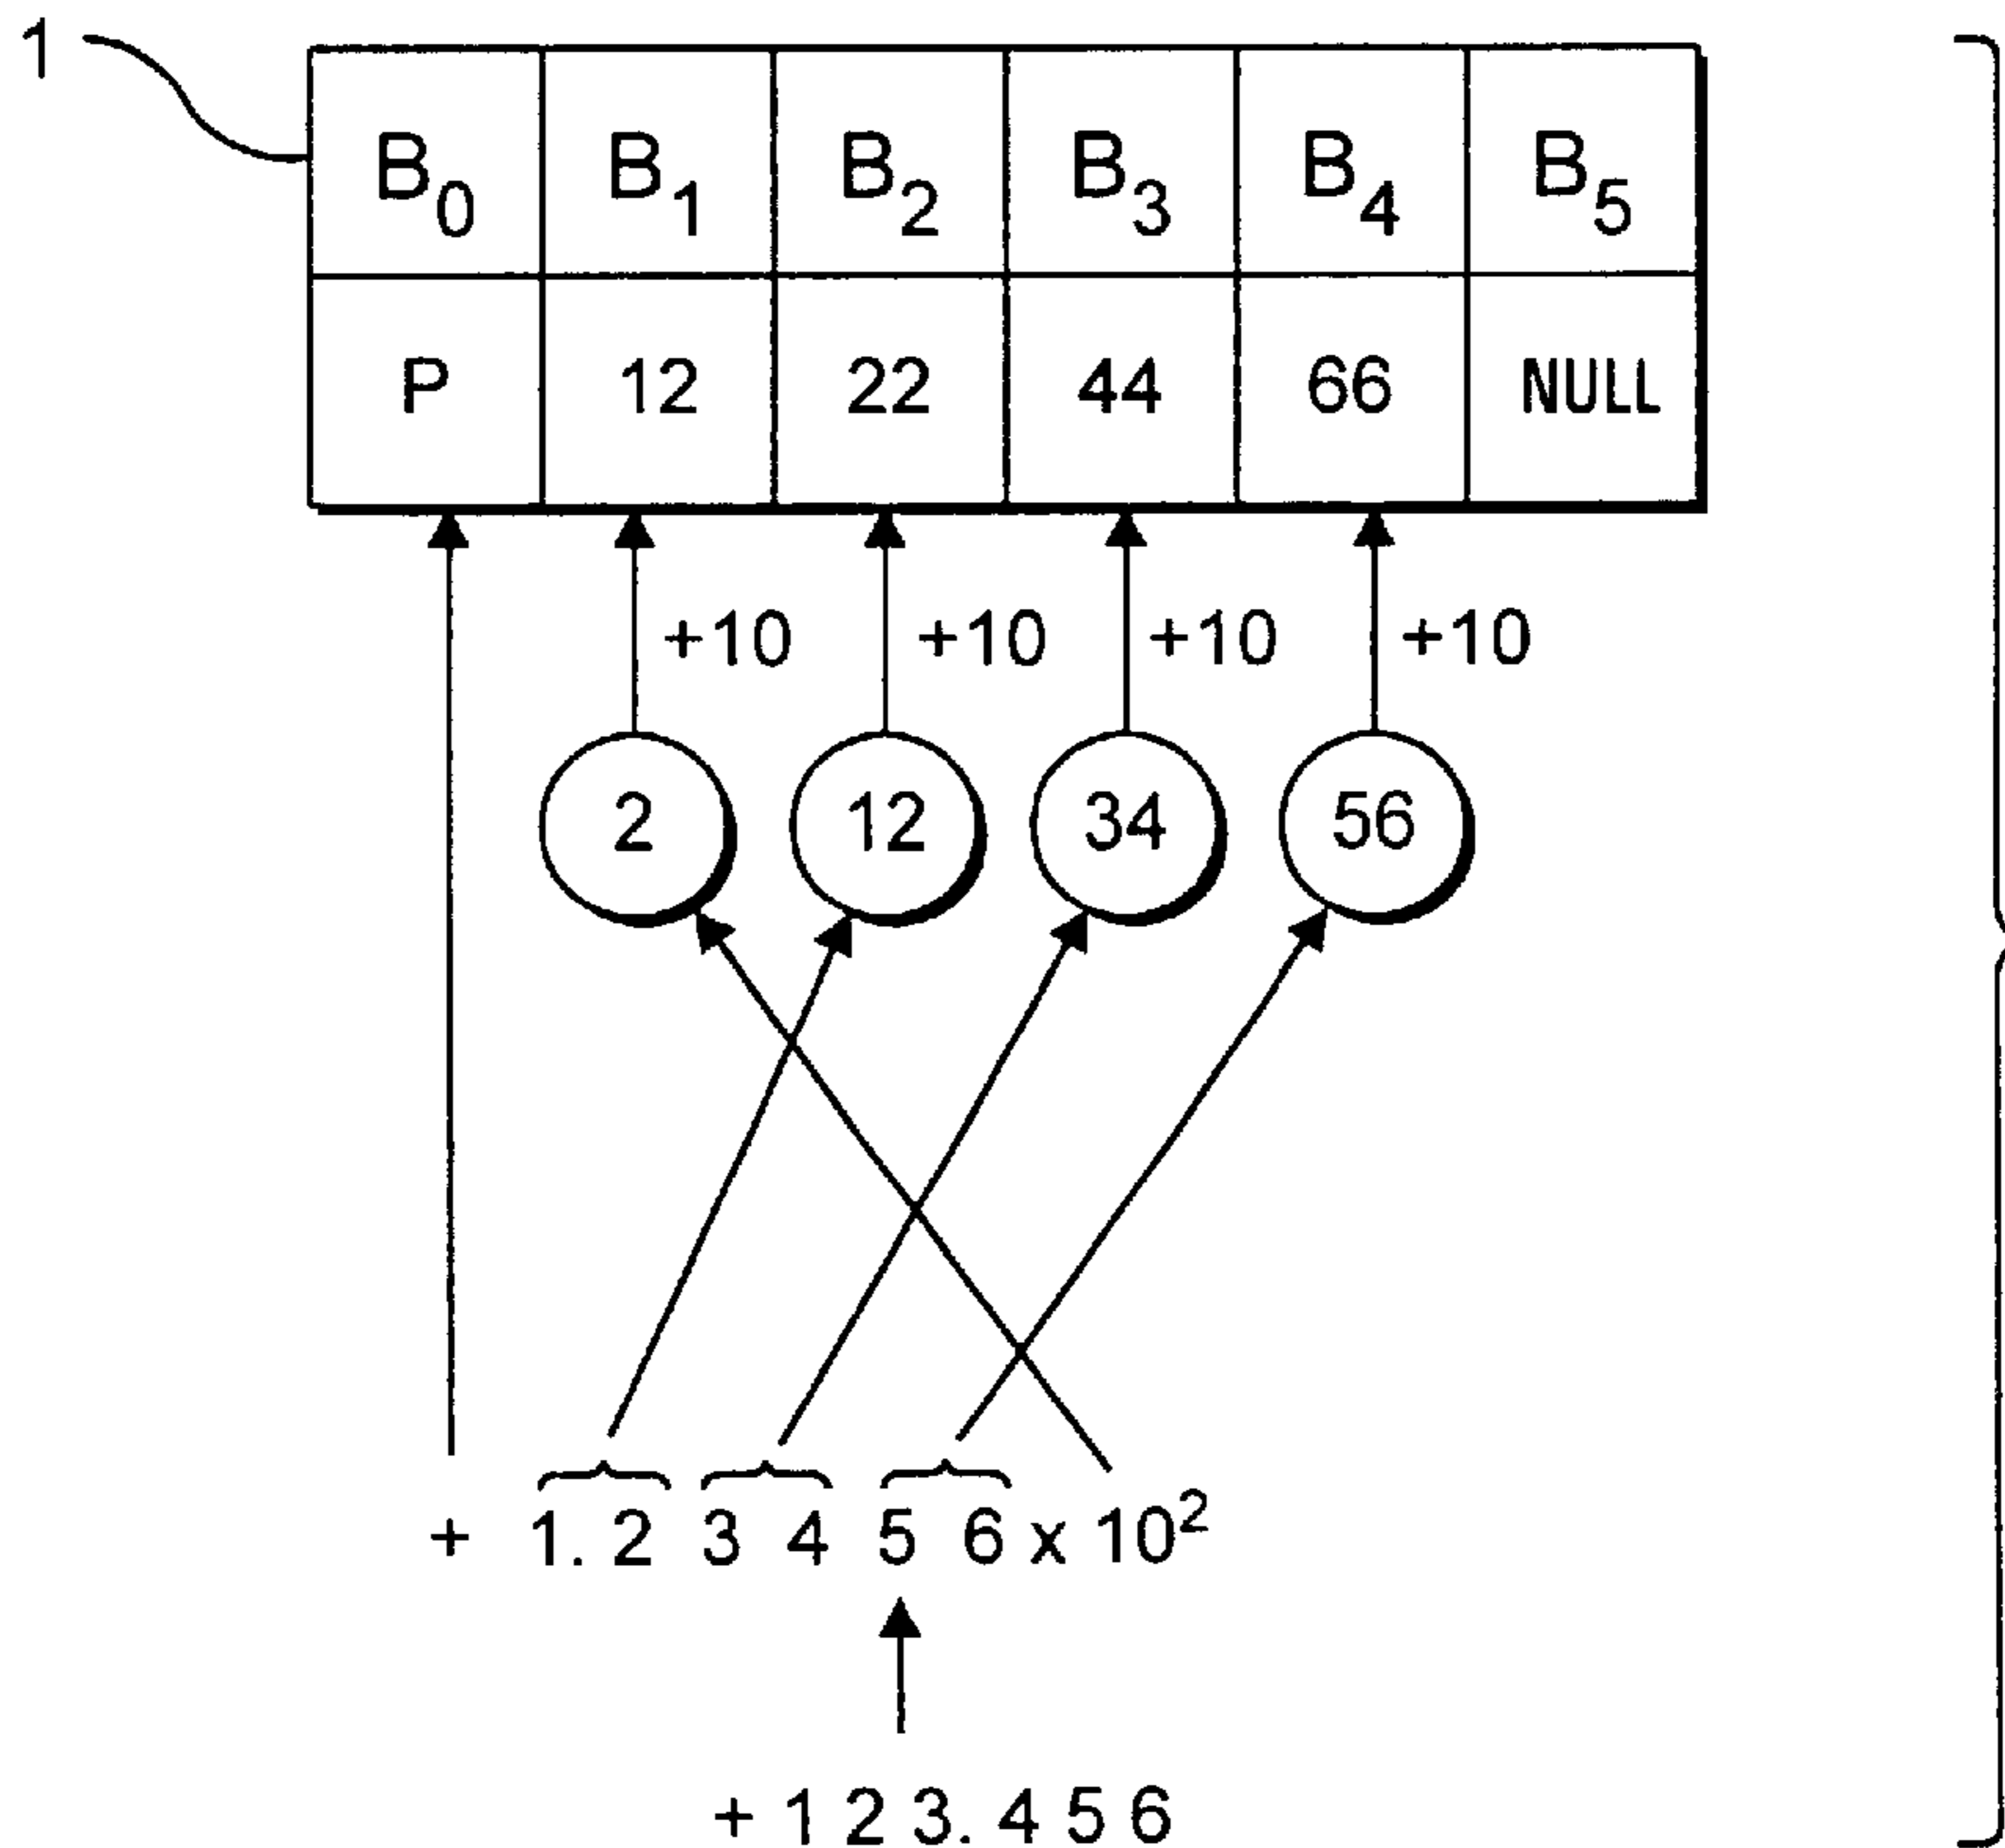 1
B₀ B₁ B₂ B₃ B₄ B₅
P 12 22 44 66 NULL
+10 +10 +10 +10
2 12 34 56
+ 1. 2 3 4 5 6 x 10²
+ 1 2 3. 4 5 6